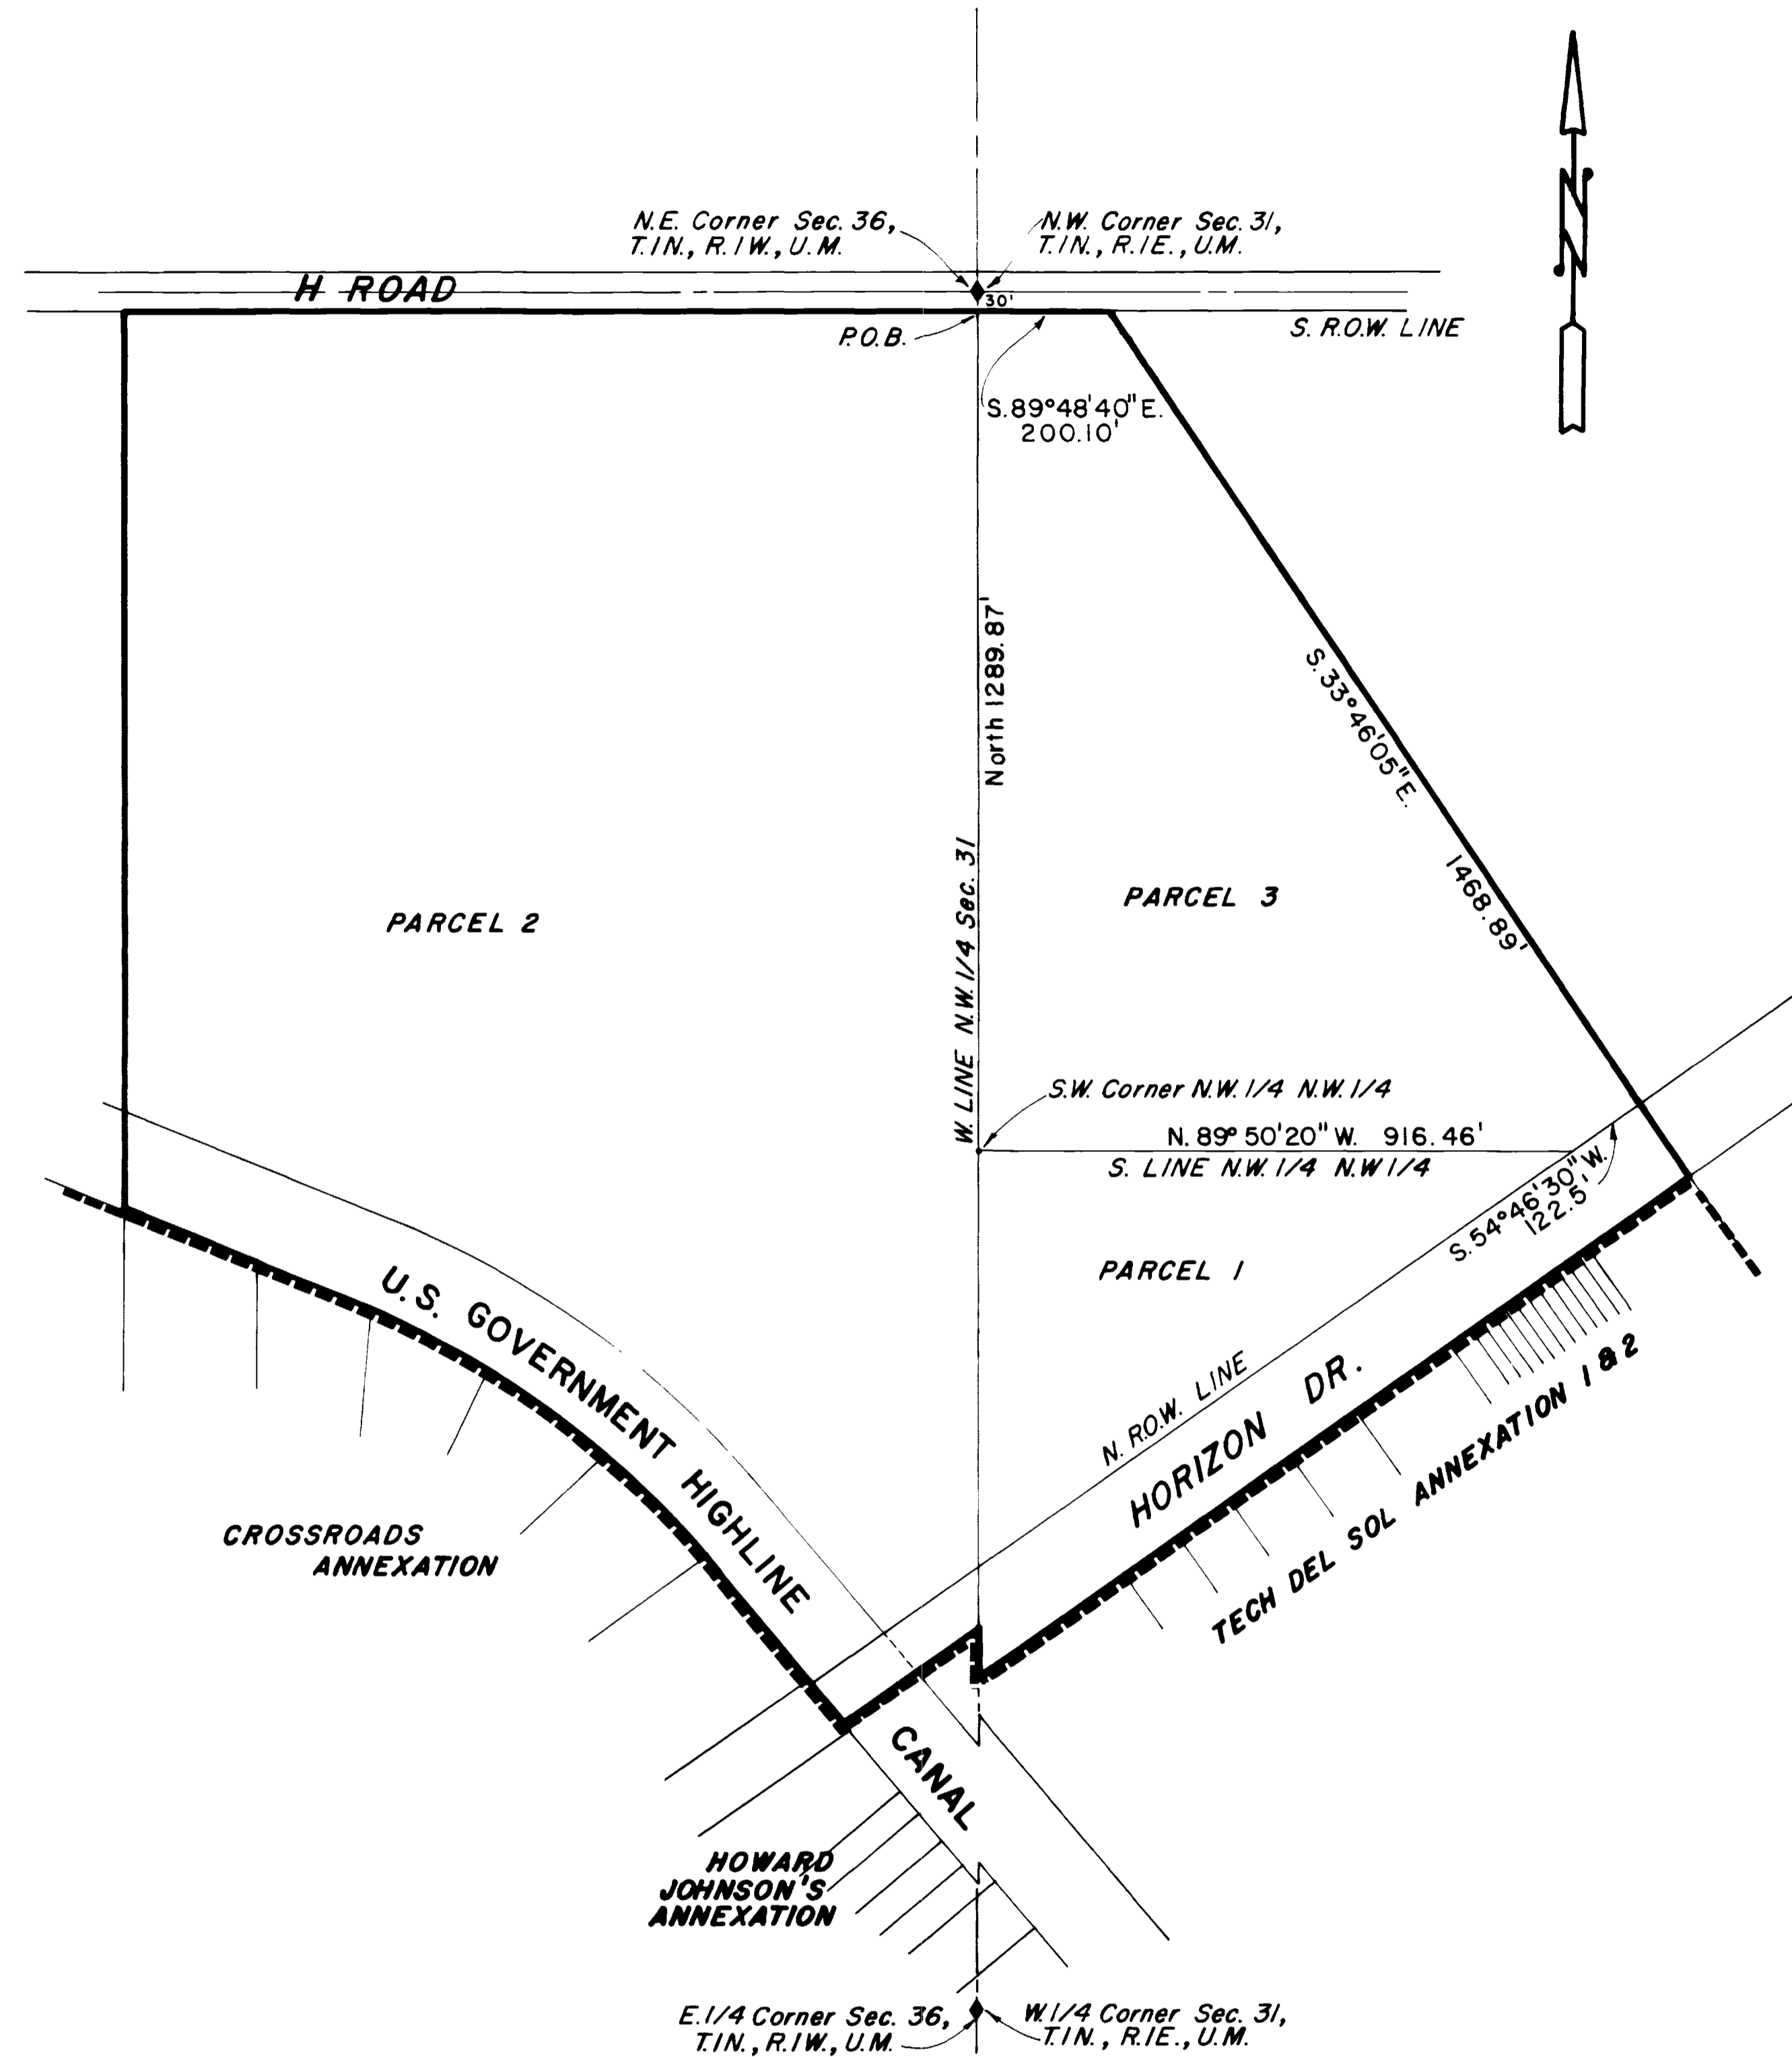 N.E. Corner Sec. 36,
T.1N., R.1W., U.M.
N.W. Corner Sec. 31,
T.1N., R.1E., U.M.
N
H ROAD
30'
S. R.O.W. LINE
P.O.B.
S.89°48'40"E.
200.10'
North 1289.87'
S.33°46'05"E.
1468.89'
W. LINE N.W. 1/4 Sec. 31
PARCEL 3
PARCEL 2
S.W. Corner N.W. 1/4 N.W. 1/4
N. 89° 50'20" W. 916.46'
S. LINE N.W. 1/4 N.W 1/4
S.54°46'30"W.
122.5'
PARCEL 1
U.S. GOVERNMENT HIGHLINE
CANAL
N. R.O.W. LINE
HORIZON DR.
TECH DEL SOL ANNEXATION 1 & 2
CROSSROADS
ANNEXATION
HOWARD
JOHNSON'S
ANNEXATION
E. 1/4 Corner Sec. 36,
T.1N., R.1W., U.M.
W. 1/4 Corner Sec. 31,
T.1N., R.1E., U.M.